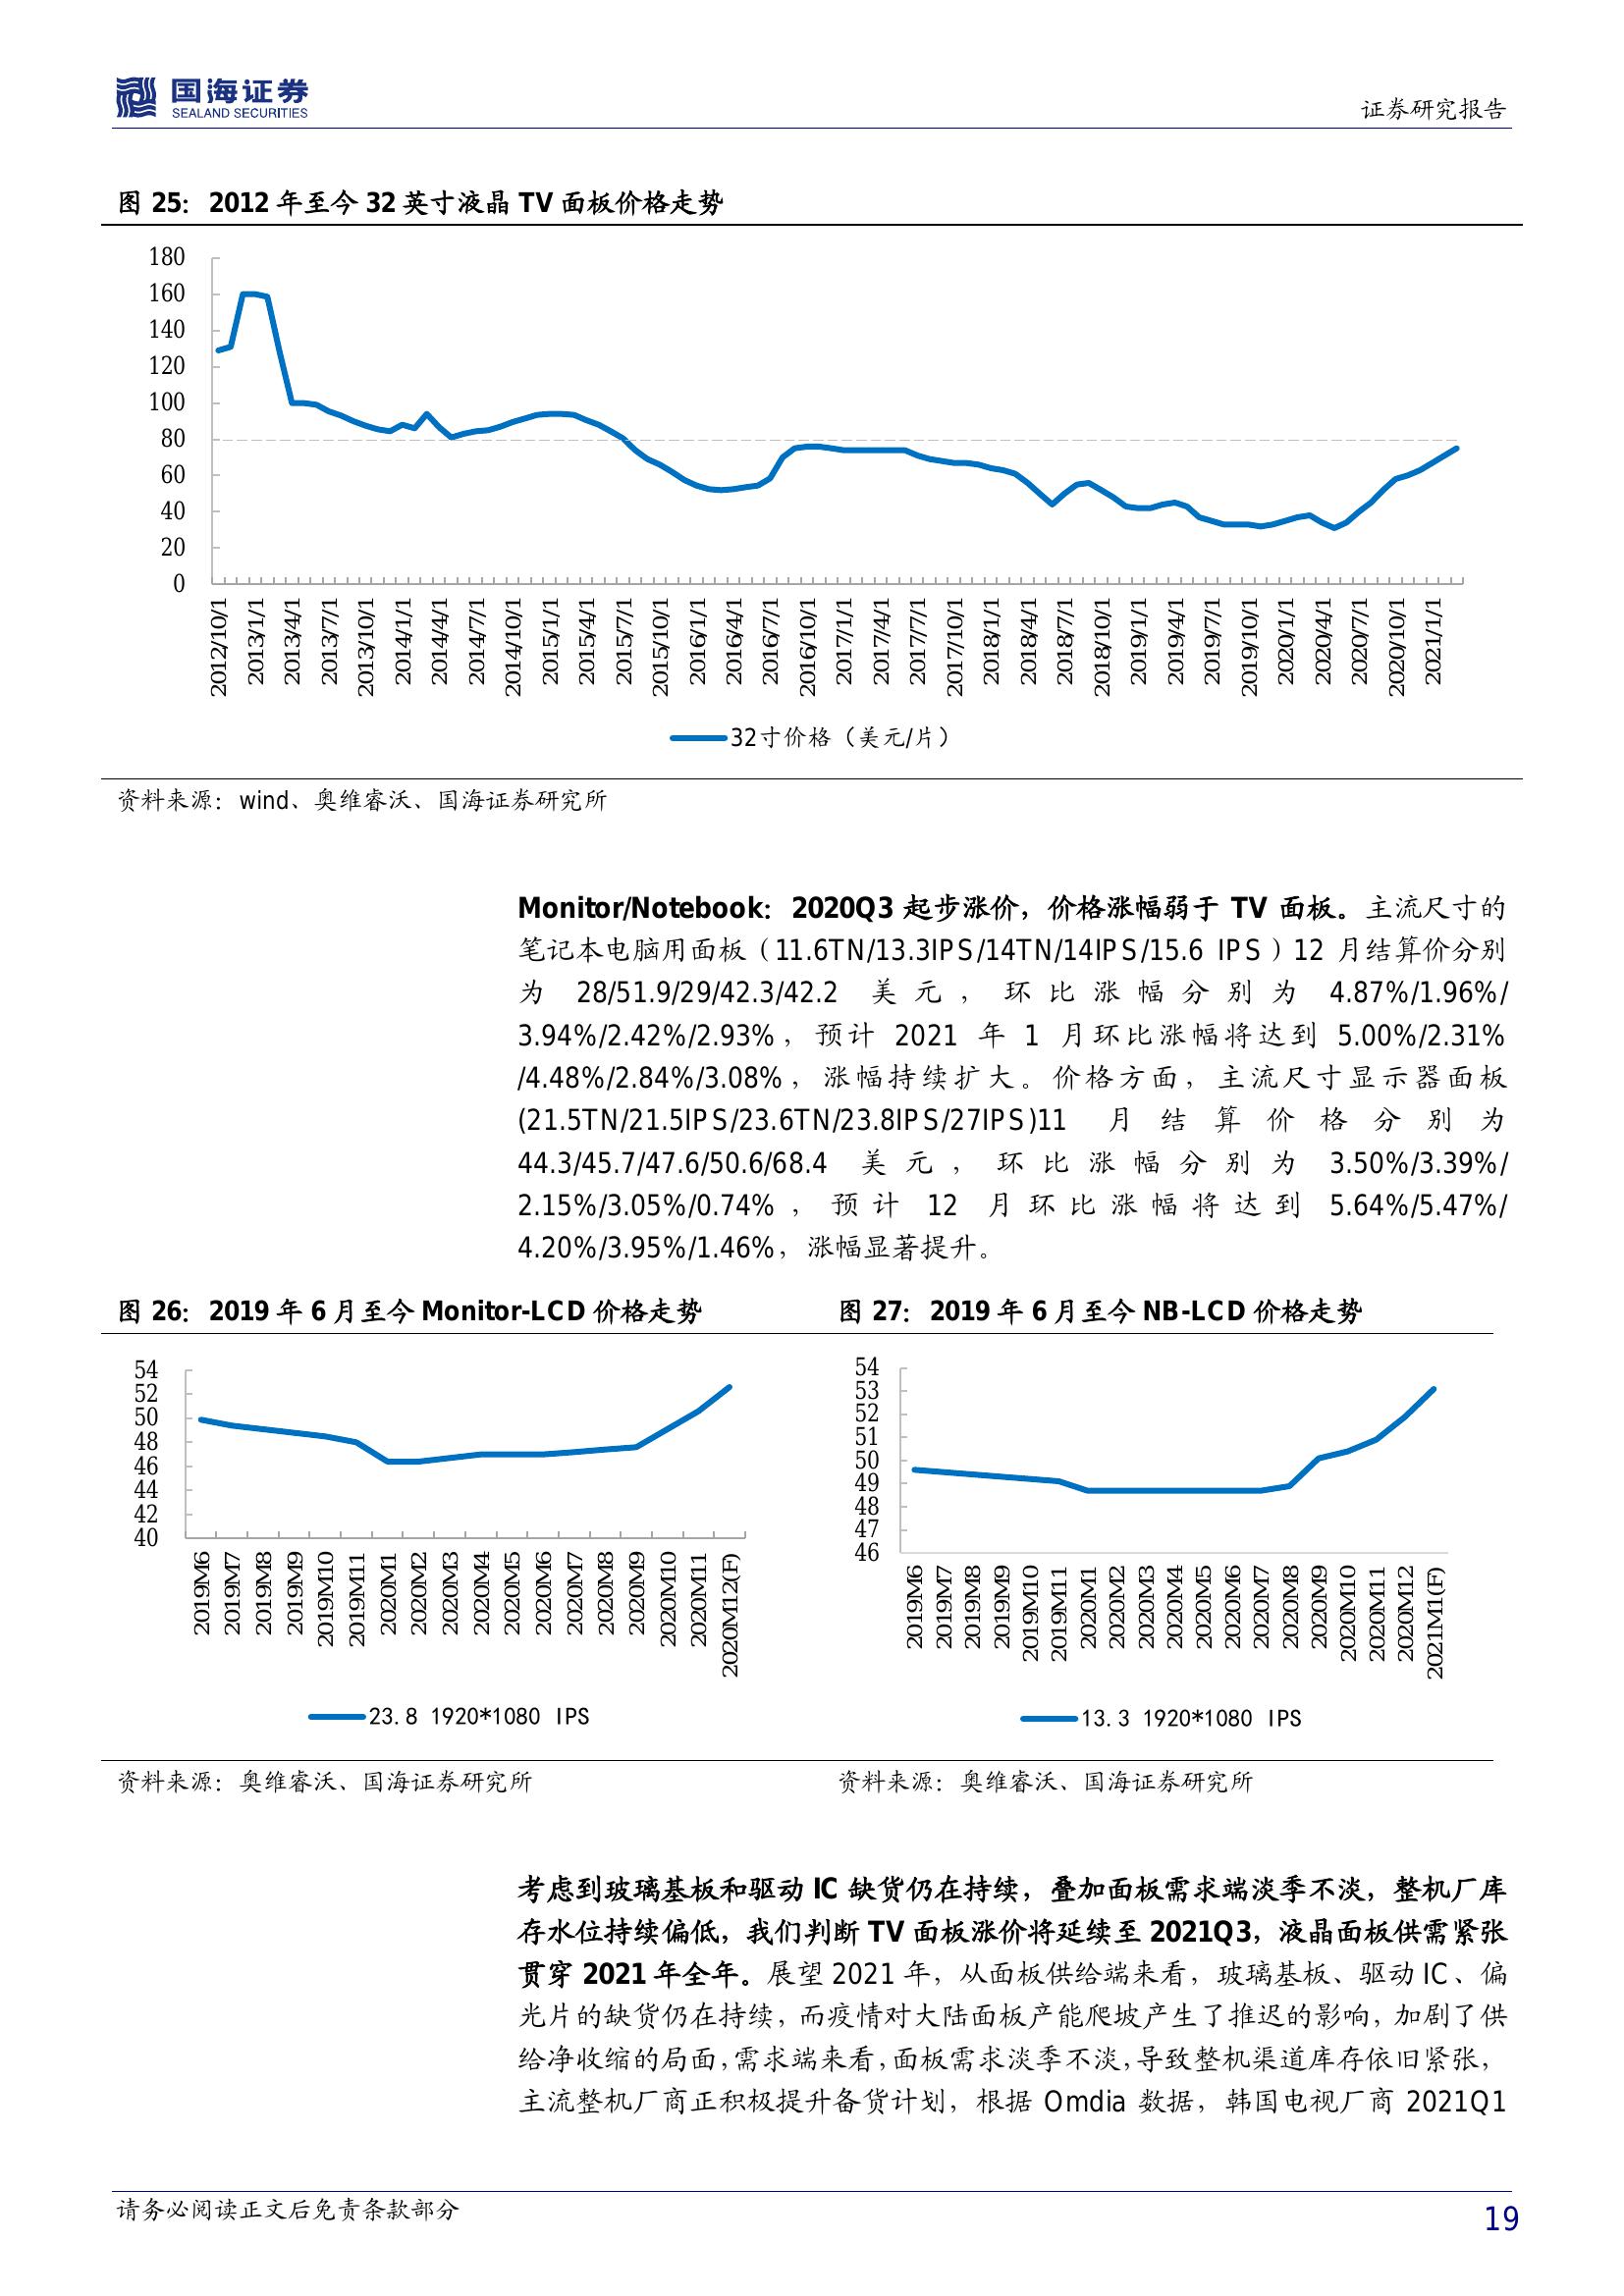 国海证券
SEALAND SECURITIES
证券研究报告
图 25：2012 年至今 32 英寸液晶 TV 面板价格走势
180
160
140
120
100
80
60
40
20
0
2012/10/1
2013/1/1
2013/4/1
2013/7/1
2013/10/1
2014/1/1
2014/4/1
2014/7/1
2014/10/1
2015/1/1
2015/4/1
2015/7/1
2015/10/1
2016/1/1
2016/4/1
2016/7/1
2016/10/1
2017/1/1
2017/4/1
2017/7/1
2017/10/1
2018/1/1
2018/4/1
2018/7/1
2018/10/1
2019/1/1
2019/4/1
2019/7/1
2019/10/1
2020/1/1
2020/4/1
2020/7/1
2020/10/1
2021/1/1
32寸价格（美元/片）
资料来源：wind、奥维睿沃、国海证券研究所
Monitor/Notebook：2020Q3 起步涨价，价格涨幅弱于 TV 面板。主流尺寸的
笔记本电脑用面板（11.6TN/13.3IPS/14TN/14IPS/15.6 IPS）12 月结算价分别
为 28/51.9/29/42.3/42.2 美元，环比涨幅分别为 4.87%/1.96%/
3.94%/2.42%/2.93%，预计 2021 年 1 月环比涨幅将达到 5.00%/2.31%
/4.48%/2.84%/3.08%，涨幅持续扩大。价格方面，主流尺寸显示器面板
(21.5TN/21.5IPS/23.6TN/23.8IPS/27IPS)11 月结算价格分别为
44.3/45.7/47.6/50.6/68.4 美元，环比涨幅分别为 3.50%/3.39%/
2.15%/3.05%/0.74%，预计 12 月环比涨幅将达到 5.64%/5.47%/
4.20%/3.95%/1.46%，涨幅显著提升。
图 26：2019 年 6 月至今 Monitor-LCD 价格走势
54
52
50
48
46
44
42
40
2019M6
2019M7
2019M8
2019M9
2019M10
2019M11
2020M1
2020M2
2020M3
2020M4
2020M5
2020M6
2020M7
2020M8
2020M9
2020M10
2020M11
2020M12(F)
23.8 1920*1080 IPS
资料来源：奥维睿沃、国海证券研究所
图 27：2019 年 6 月至今 NB-LCD 价格走势
54
53
52
51
50
49
48
47
46
2019M6
2019M7
2019M8
2019M9
2019M10
2019M11
2020M1
2020M2
2020M3
2020M4
2020M5
2020M6
2020M7
2020M8
2020M9
2020M10
2020M11
2020M12
2021M1(F)
13.3 1920*1080 IPS
资料来源：奥维睿沃、国海证券研究所
考虑到玻璃基板和驱动 IC 缺货仍在持续，叠加面板需求端淡季不淡，整机厂库
存水位持续偏低，我们判断 TV 面板涨价将延续至 2021Q3，液晶面板供需紧张
贯穿 2021 年全年。展望 2021 年，从面板供给端来看，玻璃基板、驱动 IC、偏
光片的缺货仍在持续，而疫情对大陆面板产能爬坡产生了推迟的影响，加剧了供
给净收缩的局面，需求端来看，面板需求淡季不淡，导致整机渠道库存依旧紧张，
主流整机厂商正积极提升备货计划，根据 Omdia 数据，韩国电视厂商 2021Q1
请务必阅读正文后免责条款部分
19